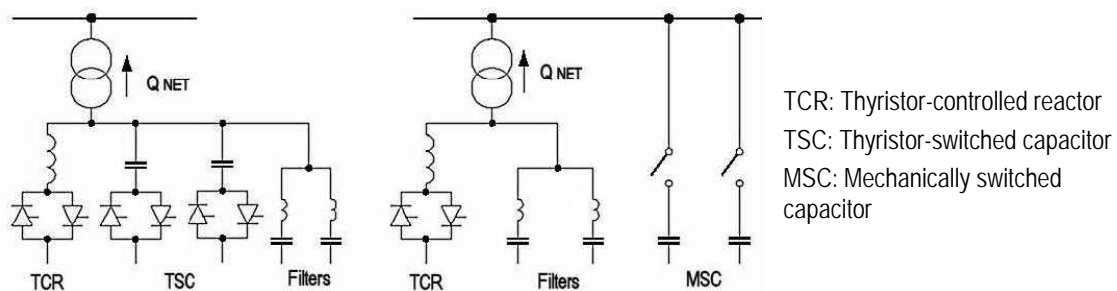 Q NET
TCR
TSC
Filters
Q NET
TCR
Filters
MSC
TCR: Thyristor-controlled reactor
TSC: Thyristor-switched capacitor
MSC: Mechanically switched
capacitor